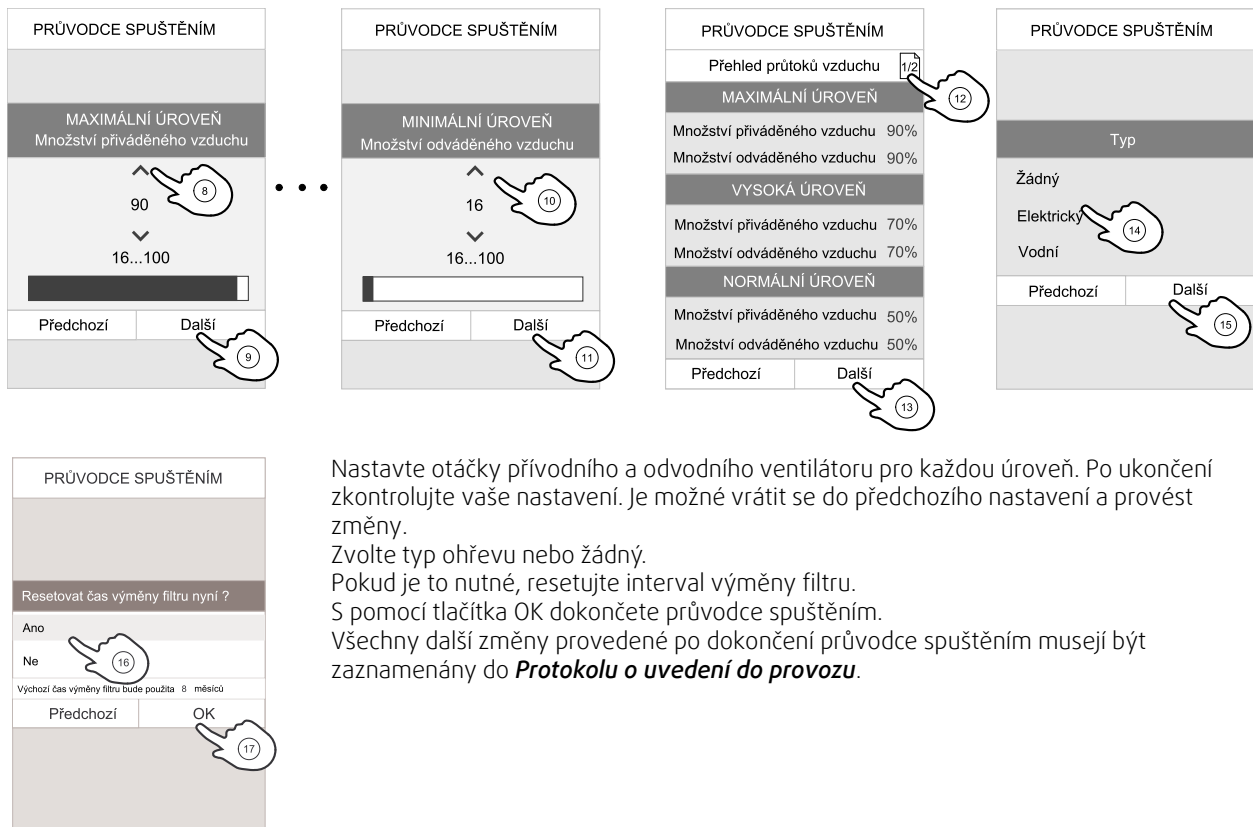 PRŮVODCE SPUŠTĚNÍM
MAXIMÁLNÍ ÚROVEŇ
Množství přiváděného vzduchu
8
90
16...100
Předchozí Další
9
• • •
PRŮVODCE SPUŠTĚNÍM
MINIMÁLNÍ ÚROVEŇ
Množství odváděného vzduchu
10
16
16...100
Předchozí Další
11
PRŮVODCE SPUŠTĚNÍM
Přehled průtoků vzduchu 1/2
12
MAXIMÁLNÍ ÚROVEŇ
Množství přiváděného vzduchu 90%
Množství odváděného vzduchu 90%
VYSOKÁ ÚROVEŇ
Množství přiváděného vzduchu 70%
Množství odváděného vzduchu 70%
NORMÁLNÍ ÚROVEŇ
Množství přiváděného vzduchu 50%
Množství odváděného vzduchu 50%
Předchozí Další
13
PRŮVODCE SPUŠTĚNÍM
Typ
Žádný
Elektrický
14
Vodní
Předchozí Další
15
PRŮVODCE SPUŠTĚNÍM
Resetovat čas výměny filtru nyní ?
Ano
Ne
16
Výchozí čas výměny filtru bude použita 8 měsíců
Předchozí OK
17
Nastavte otáčky přívodního a odvodního ventilátoru pro každou úroveň. Po ukončení
zkontrolujte vaše nastavení. Je možné vrátit se do předchozího nastavení a provést
změny.
Zvolte typ ohřevu nebo žádný.
Pokud je to nutné, resetujte interval výměny filtru.
S pomocí tlačítka OK dokončete průvodce spuštěním.
Všechny další změny provedené po dokončení průvodce spuštěním musejí být
zaznamenány do Protokolu o uvedení do provozu.